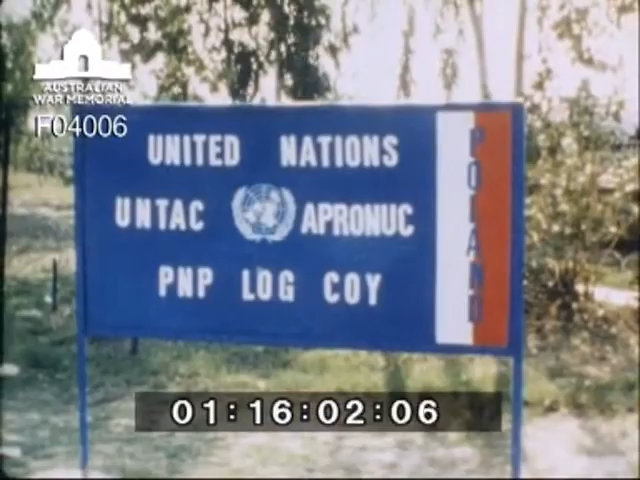 AUSTRALIAN
WAR MEMORIAL
F04006
UNITED NATIONS
UNTAC APRONUC
PNP LOG COY
POLAND
01:16:02:06